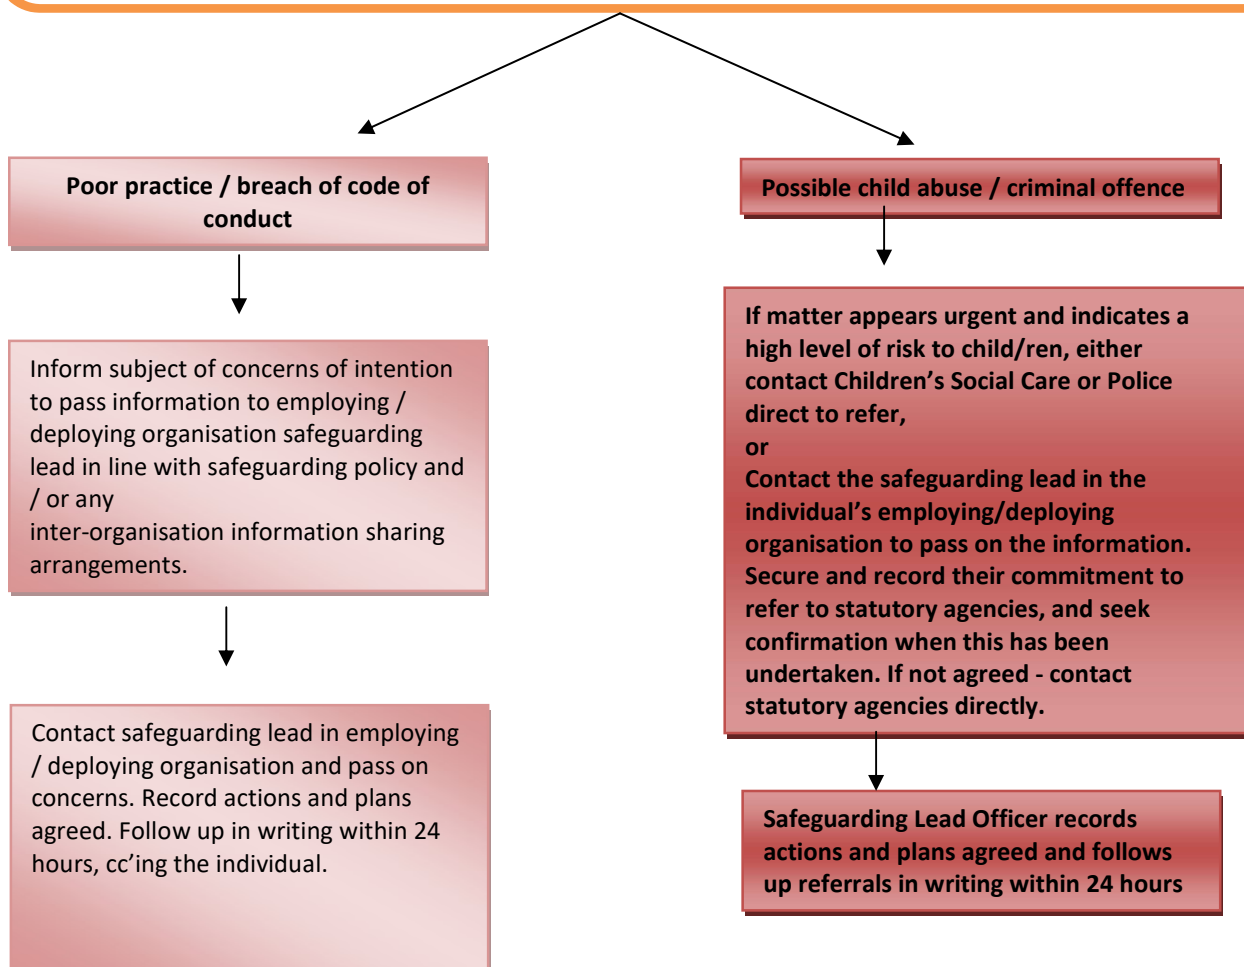 Poor practice / breach of code of
conduct
Inform subject of concerns of intention
to pass information to employing /
deploying organisation safeguarding
lead in line with safeguarding policy and
/ or any
inter-organisation information sharing
arrangements.
Contact safeguarding lead in employing
/ deploying organisation and pass on
concerns. Record actions and plans
agreed. Follow up in writing within 24
hours, cc’ing the individual.
Possible child abuse / criminal offence
If matter appears urgent and indicates a
high level of risk to child/ren, either
contact Children’s Social Care or Police
direct to refer,
or
Contact the safeguarding lead in the
individual’s employing/deploying
organisation to pass on the information.
Secure and record their commitment to
refer to statutory agencies, and seek
confirmation when this has been
undertaken. If not agreed - contact
statutory agencies directly.
Safeguarding Lead Officer records
actions and plans agreed and follows
up referrals in writing within 24 hours